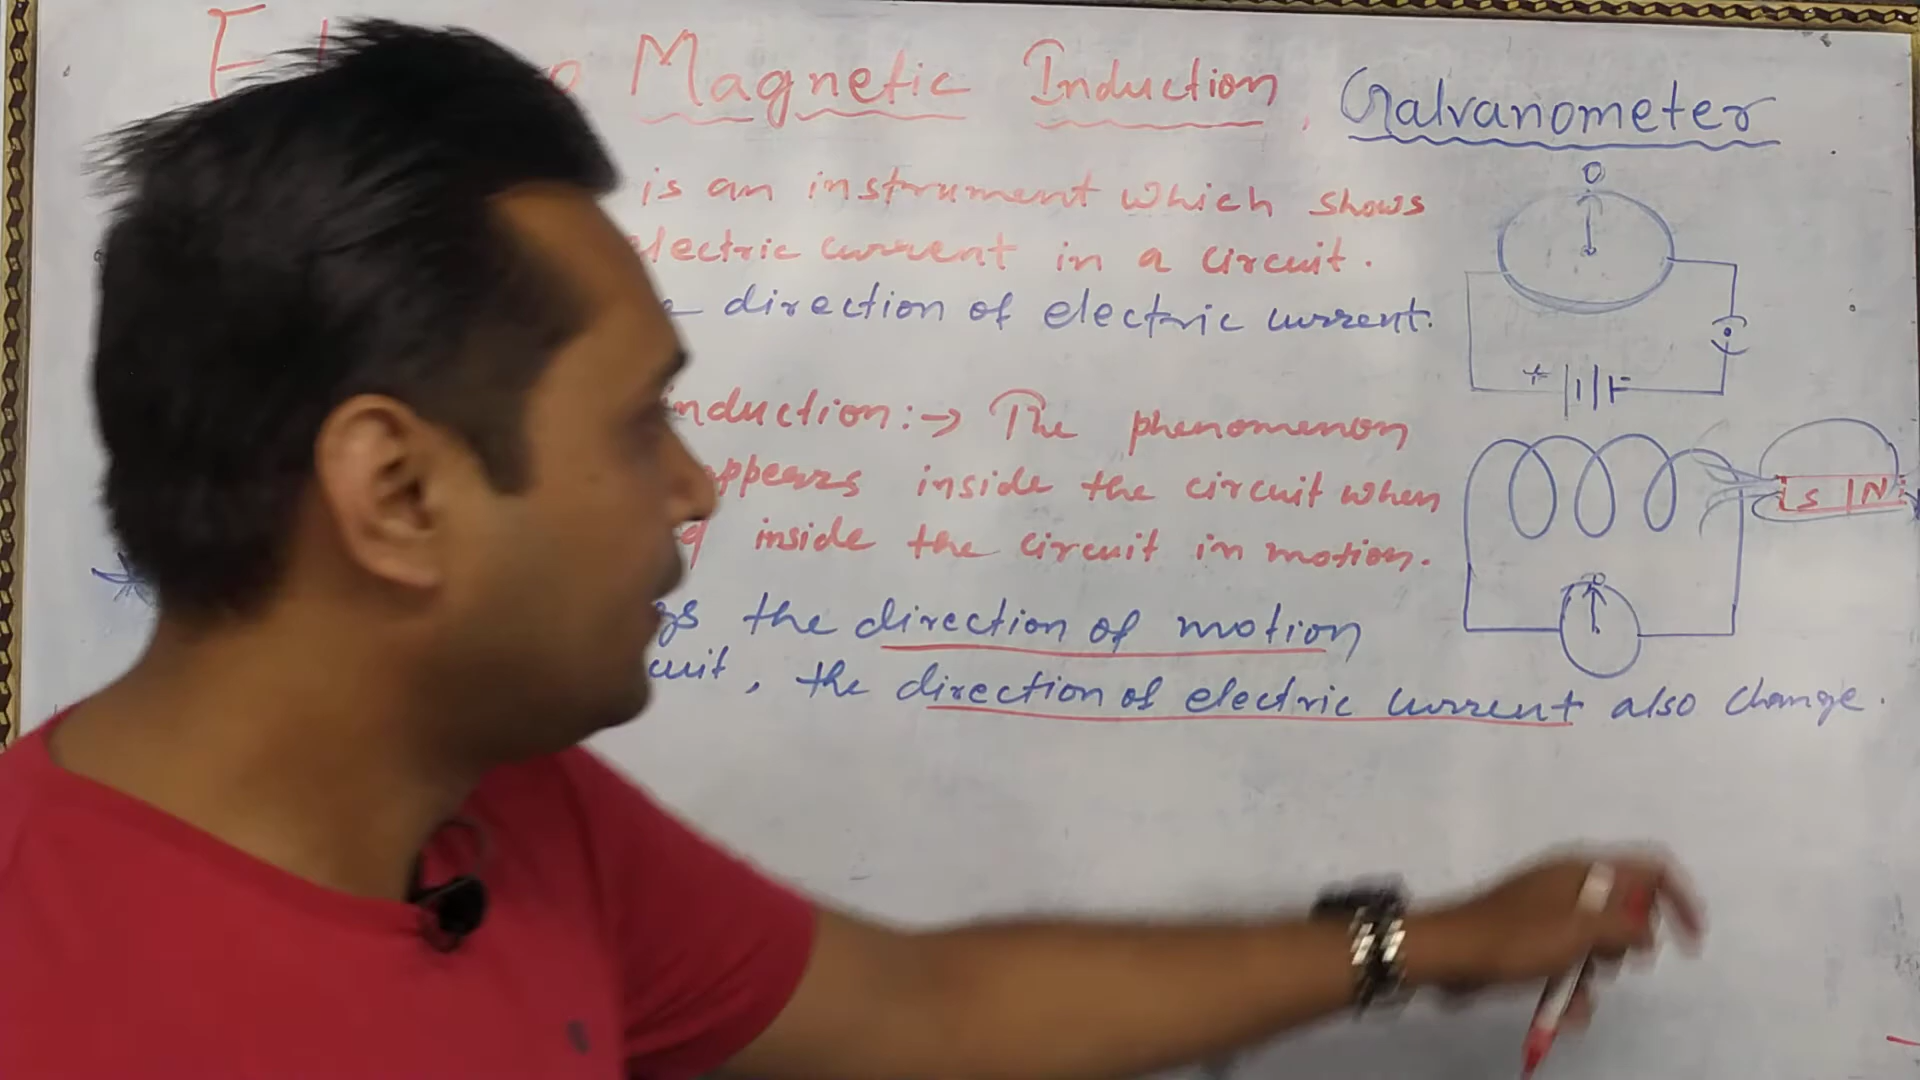 Magnetic Induction, Galvanometer
is an instrument which shows
electric current in a circuit.
direction of electric current.
induction:→ The phenomenon
appears inside the circuit when
inside the circuit in motion.
the direction of motion
, the direction of electric current also change.
O
+ -
S N